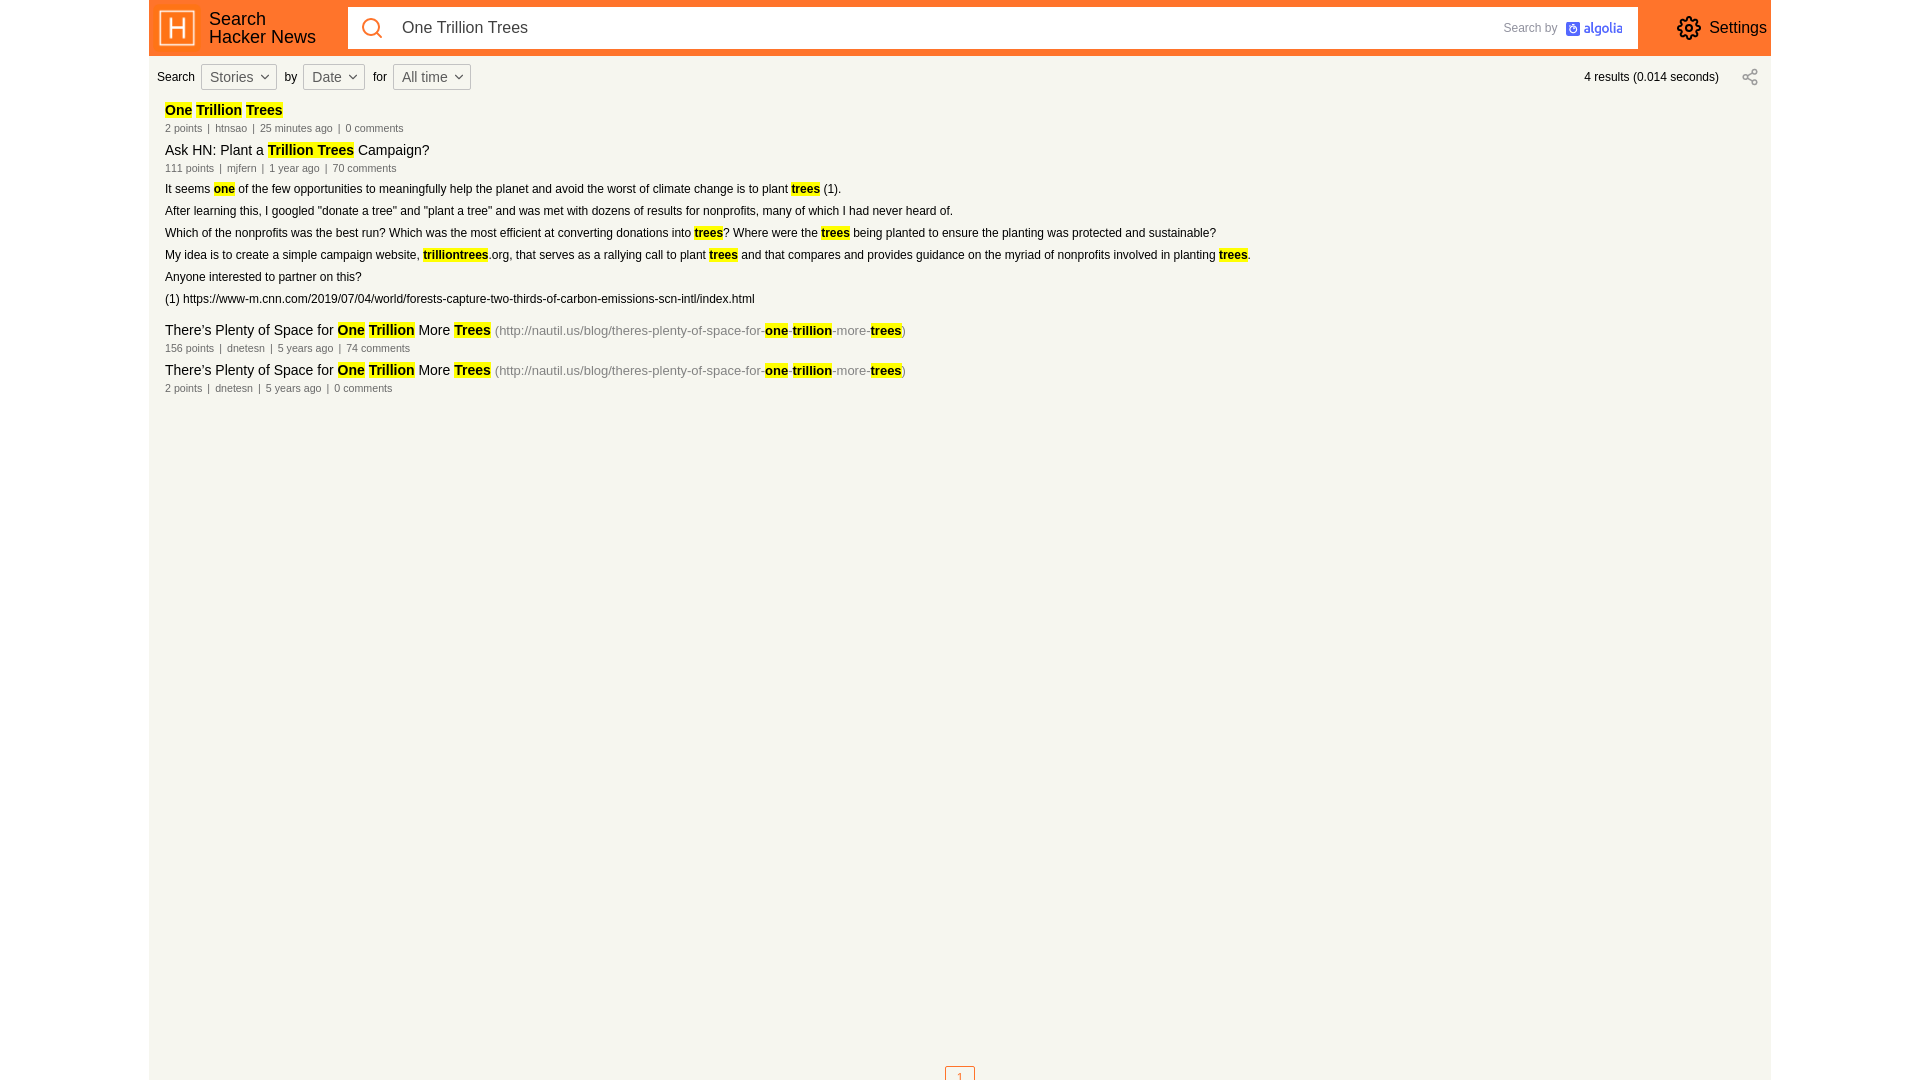 H
Search
Hacker News
One Trillion Trees
Search by algolia
Settings
Search Stories by Date for All time
4 results (0.014 seconds)
One Trillion Trees
2 points | htnsao | 25 minutes ago | 0 comments
Ask HN: Plant a Trillion Trees Campaign?
111 points | mjfern | 1 year ago | 70 comments
It seems one of the few opportunities to meaningfully help the planet and avoid the worst of climate change is to plant trees (1).
After learning this, I googled "donate a tree" and "plant a tree" and was met with dozens of results for nonprofits, many of which I had never heard of.
Which of the nonprofits was the best run? Which was the most efficient at converting donations into trees? Where were the trees being planted to ensure the planting was protected and sustainable?
My idea is to create a simple campaign website, trilliontrees.org, that serves as a rallying call to plant trees and that compares and provides guidance on the myriad of nonprofits involved in planting trees.
Anyone interested to partner on this?
(1) https://www-m.cnn.com/2019/07/04/world/forests-capture-two-thirds-of-carbon-emissions-scn-intl/index.html
There’s Plenty of Space for One Trillion More Trees (http://nautil.us/blog/theres-plenty-of-space-for-one-trillion-more-trees)
156 points | dnetesn | 5 years ago | 74 comments
There’s Plenty of Space for One Trillion More Trees (http://nautil.us/blog/theres-plenty-of-space-for-one-trillion-more-trees)
2 points | dnetesn | 5 years ago | 0 comments
1